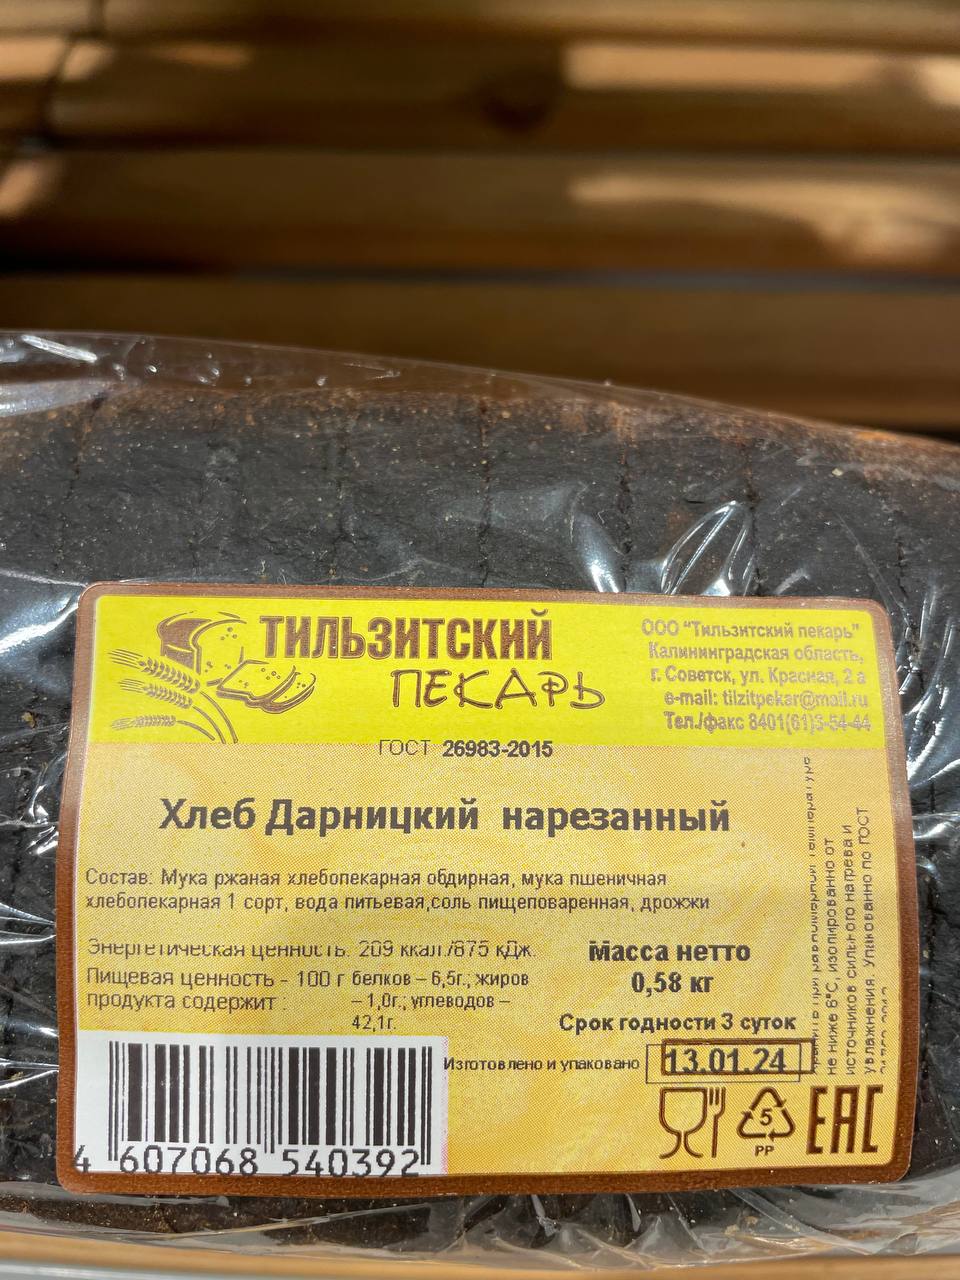 ТИЛЬЗИТСКИЙ
ПЕКАРЬ
ООО "Тильзитский пекарь"
Калининградская область,
г. Советск, ул. Красная, 2 а
e-mail: tilzitpekar@mail.ru
Тел./факс 8401(61)3-54-44
ГОСТ 26983-2015
Хлеб Дарницкий нарезанный
Состав: Мука ржаная хлебопекарная обдирная, мука пшеничная
хлебопекарная 1 сорт, вода питьевая,соль пищеповаренная, дрожжи
Энергетическая ценность: 209 ккал./875 кДж.
Пищевая ценность - 100 г белков – 6,5г.; жиров
продукта содержит : – 1,0г.; углеводов –
42,1г.
Масса нетто
0,58 кг
Срок годности 3 суток
Изготовлено и упаковано 13.01.24
не ниже 6°С, изолированно от
источников сильного нагрева и
увлажнения. Упаковано по ГОСТ
4 607068 540392
5
PP
EAC